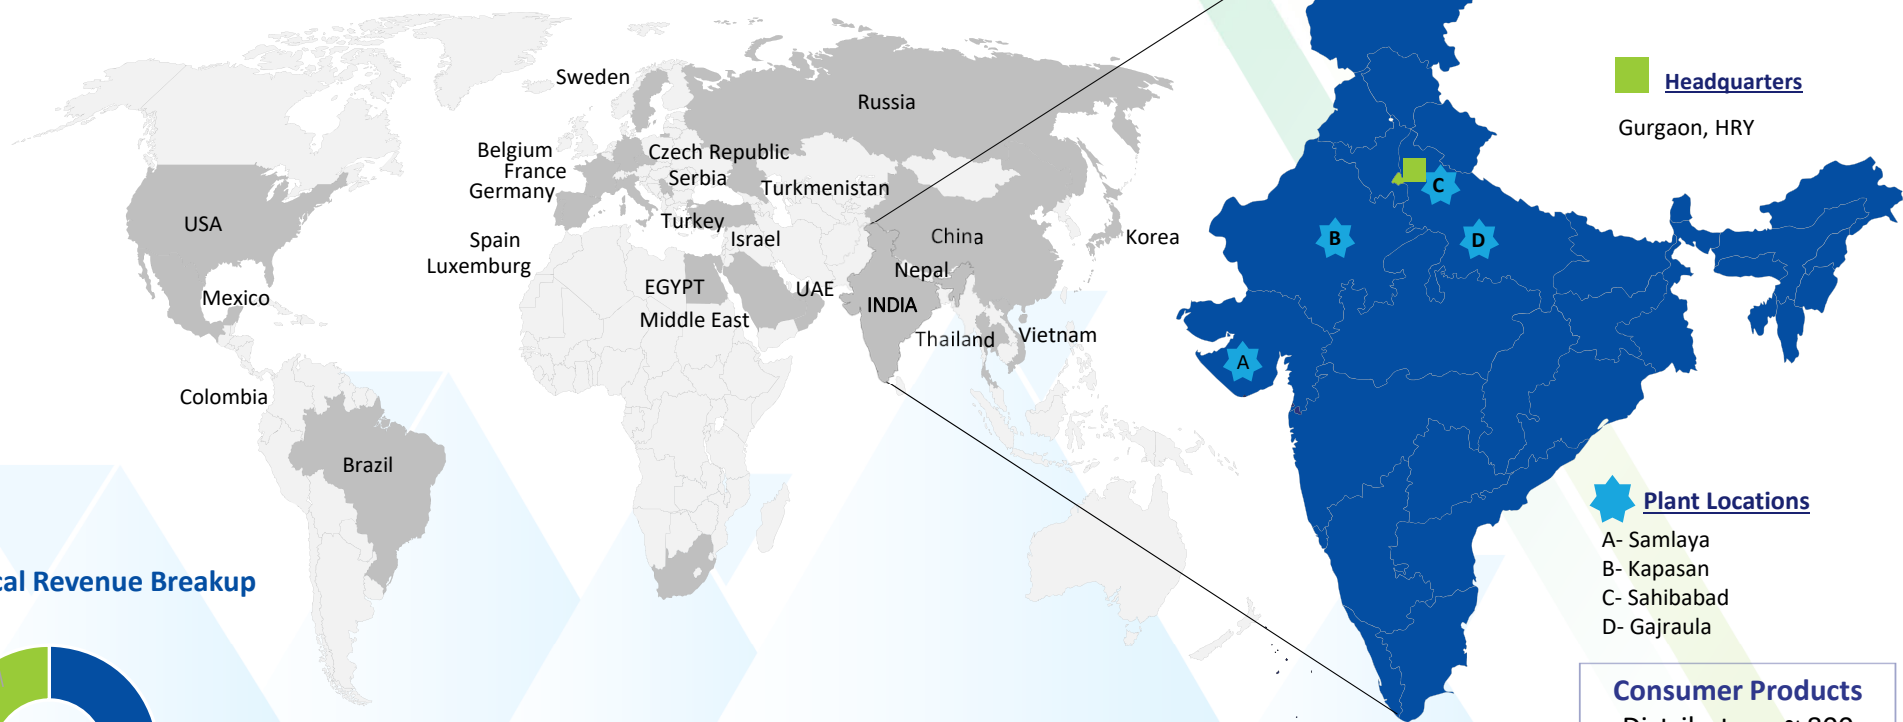 Sweden
Russia
Belgium
France
Germany
Czech Republic
Serbia
Turkmenistan
USA
Turkey
Israel
China
Korea
Spain
Luxemburg
Nepal
EGYPT
UAE
INDIA
Mexico
Middle East
Thailand
Vietnam
Colombia
Brazil
Headquarters
Gurgaon, HRY
C
B
D
A
Plant Locations
A- Samlaya
B- Kapasan
C- Sahibabad
D- Gajraula
cal Revenue Breakup
Consumer Products